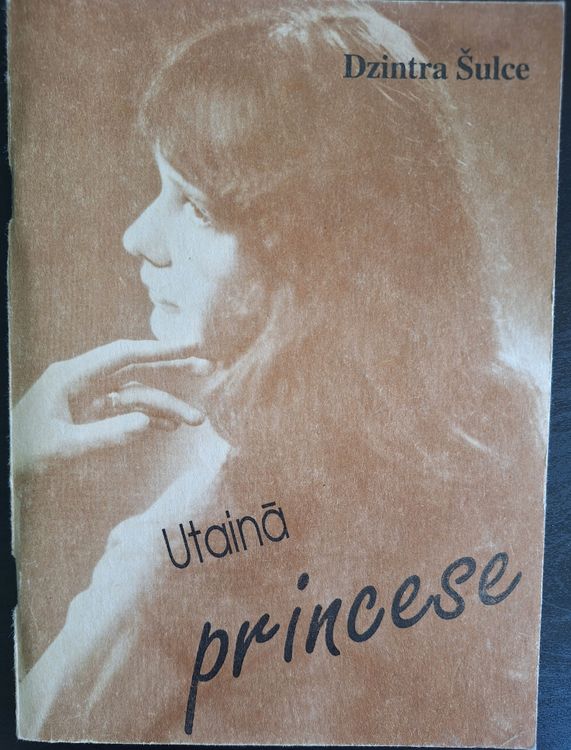 Dzintra Šulce
Utainā
princese